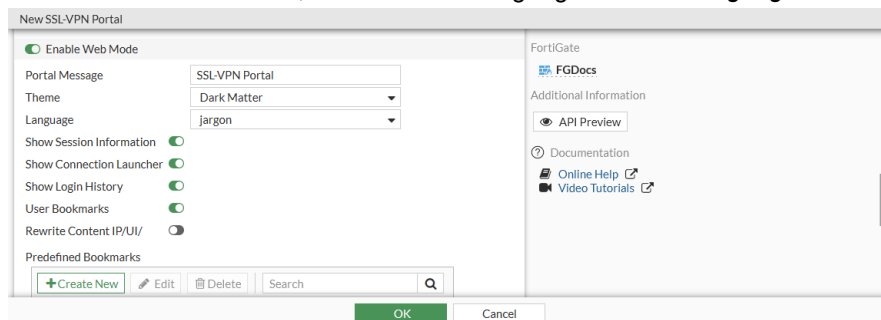 New SSL-VPN Portal
Enable Web Mode
Portal Message SSL-VPN Portal
Theme Dark Matter
Language jargon
Show Session Information
Show Connection Launcher
Show Login History
User Bookmarks
Rewrite Content IP/UI/
Predefined Bookmarks
+Create New Edit Delete Search
OK Cancel
FortiGate
FGDocs
Additional Information
API Preview
Documentation
Online Help
Video Tutorials